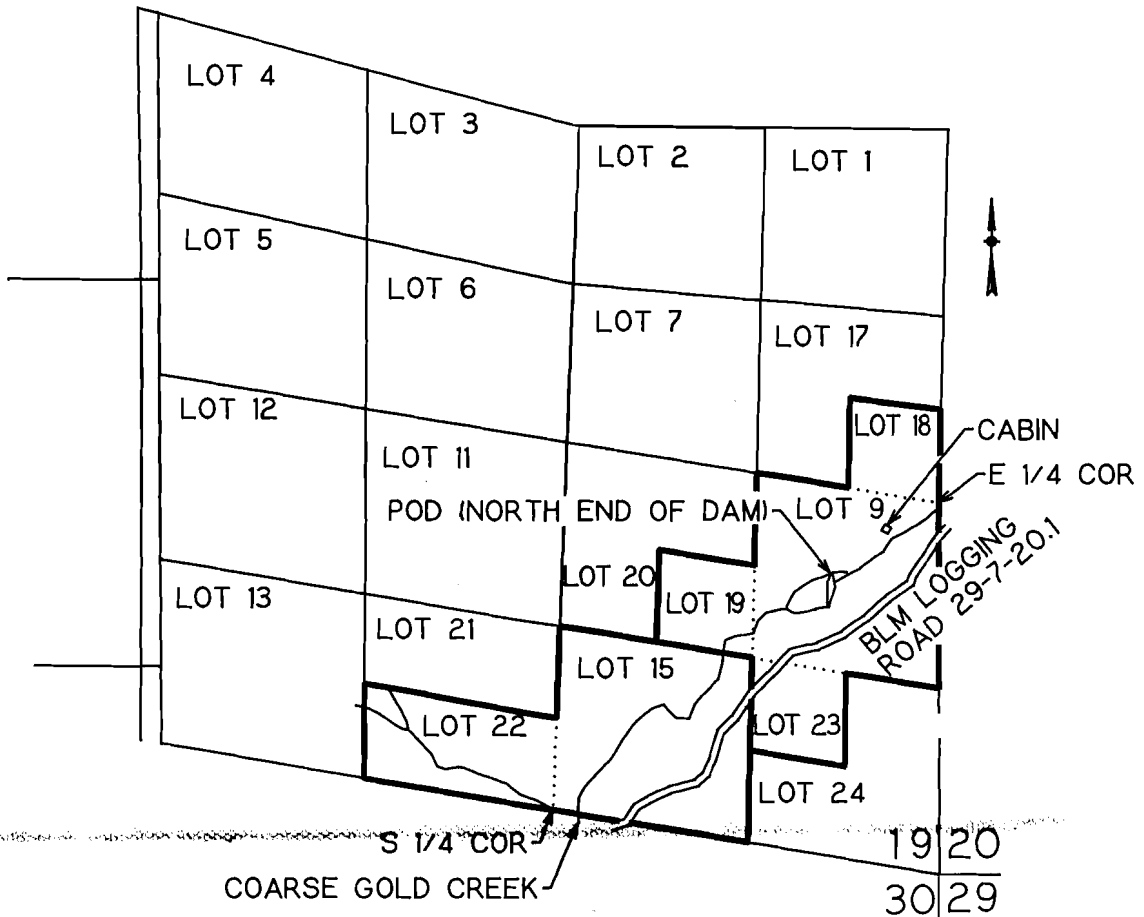 LOT 4
LOT 3
LOT 2
LOT 1
LOT 5
LOT 6
LOT 7
LOT 17
LOT 12
LOT 11
LOT 18
CABIN
E 1/4 COR
POD (NORTH END OF DAM)
LOT 9
LOT 13
LOT 20
LOT 19
LOT 21
LOT 15
BLM LOGGING
ROAD 29-7-20.1
LOT 22
LOT 23
LOT 24
S 1/4 COR
COARSE GOLD CREEK
19 20
30 29